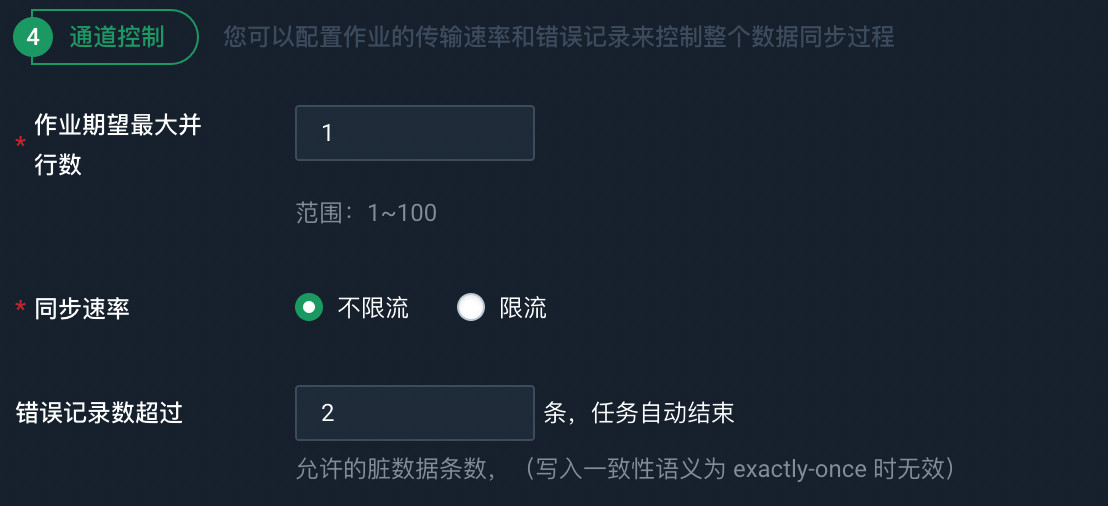 4 通道控制 您可以配置作业的传输速率和错误记录来控制整个数据同步过程
* 作业期望最大并
行数
1
范围：1~100
* 同步速率 不限流 限流
错误记录数超过 2 条，任务自动结束
允许的脏数据条数，（写入一致性语义为 exactly-once 时无效）